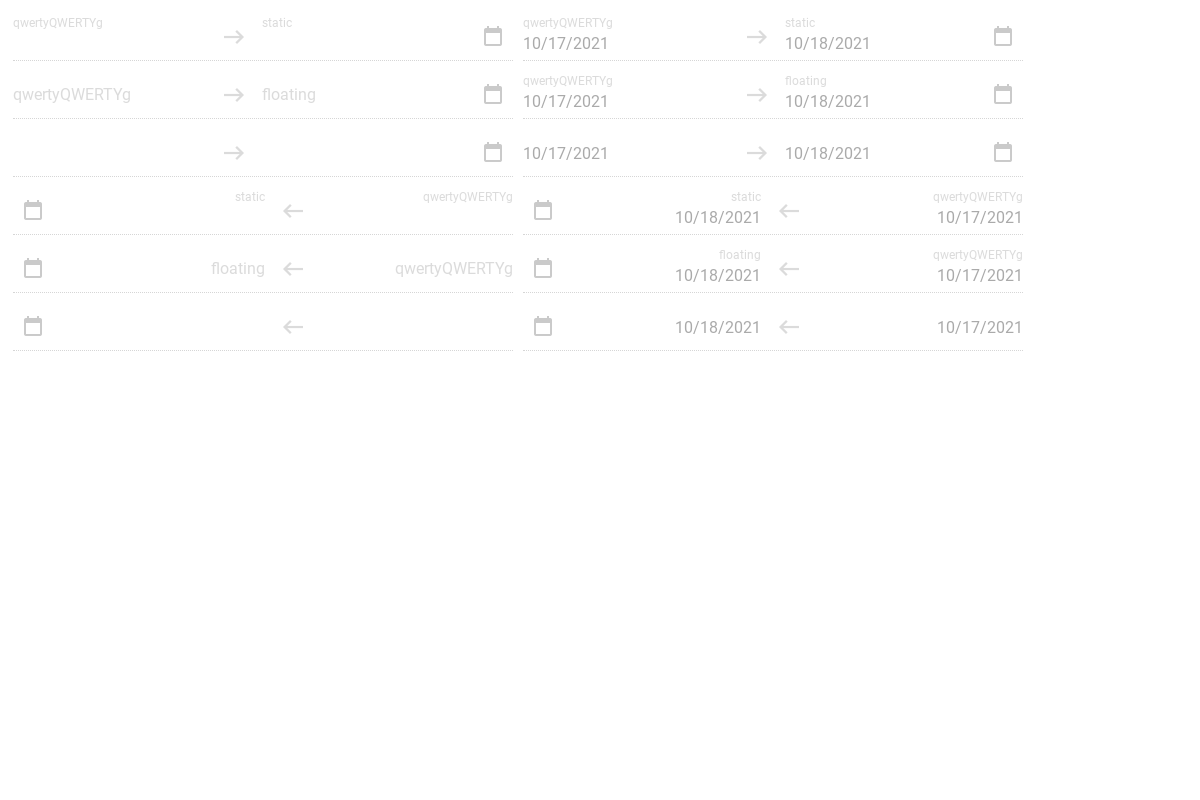 qwertyQWERTYg static qwertyQWERTYg static
10/17/2021 10/18/2021
qwertyQWERTYg floating
qwertyQWERTYg floating 10/17/2021 10/18/2021
10/17/2021 10/18/2021
static qwertyQWERTYg static qwertyQWERTYg
10/18/2021 10/17/2021
floating qwertyQWERTYg
floating qwertyQWERTYg 10/18/2021 10/17/2021
10/18/2021 10/17/2021